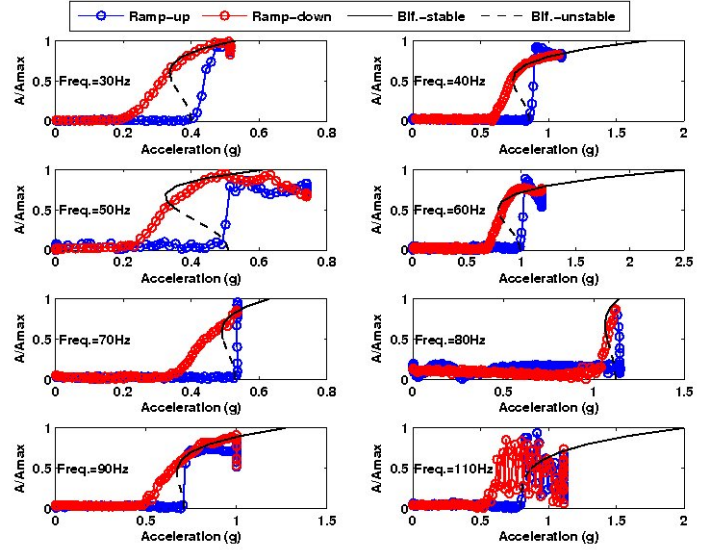 Ramp-up Ramp-down Bif.-stable Bif.-unstable
A/Amax
1
0.5
0
Freq.=30Hz
0 0.2 0.4 0.6 0.8
Acceleration (g)
A/Amax
1
0.5
0
Freq.=40Hz
0 0.5 1 1.5 2
Acceleration (g)
A/Amax
1
0.5
0
Freq.=50Hz
0 0.2 0.4 0.6 0.8
Acceleration (g)
A/Amax
1
0.5
0
Freq.=60Hz
0 0.5 1 1.5 2 2.5
Acceleration (g)
A/Amax
1
0.5
0
Freq.=70Hz
0 0.2 0.4 0.6 0.8
Acceleration (g)
A/Amax
1
0.5
0
Freq.=80Hz
0 0.5 1 1.5
Acceleration (g)
A/Amax
1
0.5
0
Freq.=90Hz
0 0.5 1 1.5
Acceleration (g)
A/Amax
1
0.5
0
Freq.=110Hz
0 0.5 1 1.5 2
Acceleration (g)